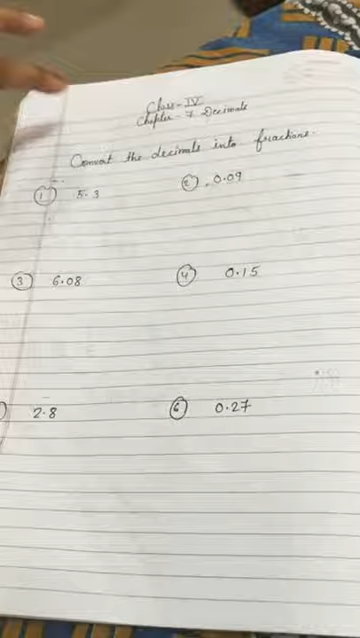 Class - IV
Chapter - 7 Decimals
Convert the decimals into fractions.
1 5.3
2 0.09
3 6.08
4 0.15
2.8
6 0.27